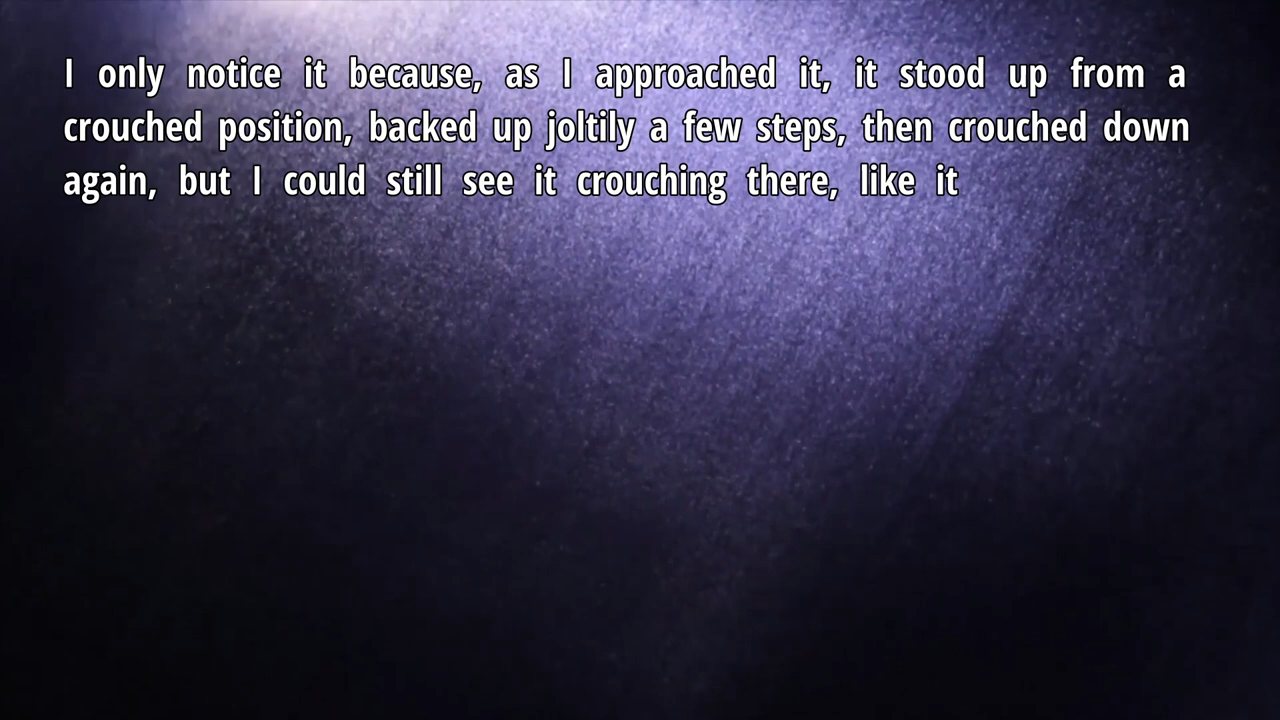 I only notice it because, as I approached it, it stood up from a
crouched position, backed up joltily a few steps, then crouched down
again, but I could still see it crouching there, like it